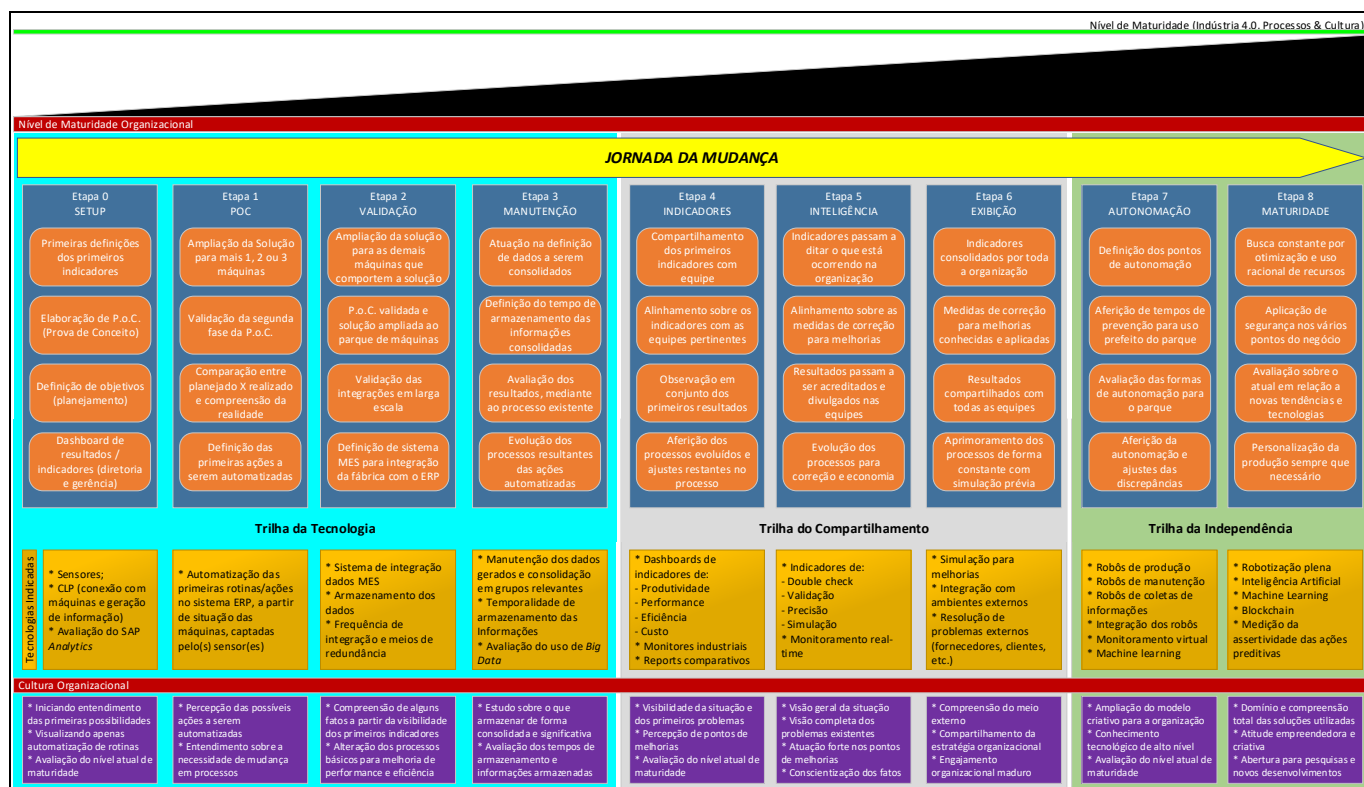 Nível de Maturidade (Indústria 4.0, Processos & Cultura)
Nível de Maturidade Organizacional
JORNADA DA MUDANÇA
Etapa 0
SETUP
Primeiras definições
dos primeiros
indicadores
Elaboração de P.o.C.
(Prova de Conceito)
Definição de objetivos
(planejamento)
Dashboard de
resultados /
indicadores (diretoria
e gerência)
Etapa 1
POC
Ampliação da Solução
para mais 1, 2 ou 3
máquinas
Validação da segunda
fase da P.o.C.
Comparação entre
planejado X realizado
e compreensão da
realidade
Definição das
primeiras ações a
serem automatizadas
Etapa 2
VALIDAÇÃO
Ampliação da solução
para as demais
máquinas que
comportem a solução
P.o.C. validada e
solução ampliada ao
parque de máquinas
Validação das
integrações em larga
escala
Definição de sistema
MES para integração
da fábrica com o ERP
Etapa 3
MANUTENÇÃO
Atuação na definição
de dados a serem
consolidados
Definição do tempo de
armazenamento das
informações
consolidadas
Avaliação dos
resultados, mediante
ao processo existente
Evolução dos
processos resultantes
das ações
automatizadas
Etapa 4
INDICADORES
Compartilhamento
dos primeiros
indicadores com
equipe
Alinhamento sobre os
indicadores com as
equipes pertinentes
Observação em
conjunto dos
primeiros resultados
Aferição dos
processos evoluídos e
ajustes restantes no
processo
Etapa 5
INTELIGÊNCIA
Indicadores passam a
ditar o que está
ocorrendo na
organização
Alinhamento sobre as
medidas de correção
para melhorias
Resultados passam a
ser acreditados e
divulgados nas
equipes
Evolução dos
processos para
correção e economia
Etapa 6
EXIBIÇÃO
Indicadores
consolidados por toda
a organização
Medidas de correção
para melhorias
conhecidas e aplicadas
Resultados
compartilhados com
todas as equipes
Aprimoramento dos
processos de forma
constante com
simulação prévia
Etapa 7
AUTONOMAÇÃO
Definição dos pontos
de autonomação
Aferição de tempos de
prevenção para uso
prefeito do parque
Avaliação das formas
de autonomação para
o parque
Aferição da
autonomação e
ajustes das
discrepâncias
Etapa 8
MATURIDADE
Busca constante por
otimização e uso
racional de recursos
Aplicação de
segurança nos vários
pontos do negócio
Avaliação sobre o
atual em relação a
novas tendências e
tecnologias
Personalização da
produção sempre que
necessário
Trilha da Tecnologia
Trilha do Compartilhamento
Trilha da Independência
Tecnologias Indicadas
* Sensores;
* CLP (conexão com
máquinas e geração
de informação)
* Avaliação do SAP
Analytics
* Automatização das
primeiras rotinas/ações
no sistema ERP, a partir
de situação das
máquinas, captadas
pelo(s) sensor(es)
* Sistema de integração
dados MES
* Armazenamento dos
dados
* Frequência de
integração e meios de
redundância
* Manutenção dos dados
gerados e consolidação
em grupos relevantes
* Temporalidade de
armazenamento das
Informações
* Avaliação do uso de Big
Data
* Dashboards de
indicadores de:
- Produtividade
- Performance
- Eficiência
- Custo
* Monitores industriais
* Reports comparativos
* Indicadores de:
- Double check
- Validação
- Precisão
- Simulação
* Monitoramento real-
time
* Simulação para
melhorias
* Integração com
ambientes externos
* Resolução de
problemas externos
(fornecedores, clientes,
etc.)
* Robôs de produção
* Robôs de manutenção
* Robôs de coletas de
informações
* Integração dos robôs
* Monitoramento virtual
* Machine learning
* Robotização plena
* Inteligência Artificial
* Machine Learning
* Blockchain
* Medição da
assertividade das ações
preditivas
Cultura Organizacional
* Iniciando entendimento
das primeiras possibilidades
* Visualizando apenas
automatização de rotinas
* Avaliação do nível atual de
maturidade
* Percepção das possíveis
ações a serem
automatizadas
* Entendimento sobre a
necessidade de mudança
em processos
* Compreensão de alguns
fatos a partir da visibilidade
dos primeiros indicadores
* Alteração dos processos
básicos para melhoria de
performance e eficiência
* Estudo sobre o que
armazenar de forma
consolidada e significativa
* Avaliação dos tempos de
armazenamento e
informações armazenadas
* Visibilidade da situação e
dos primeiros problemas
* Percepção de pontos de
melhorias
* Avaliação do nível atual de
maturidade
* Visão geral da situação
* Visão completa dos
problemas existentes
* Atuação forte nos pontos
de melhorias
* Conscientização dos fatos
* Compreensão do meio
externo
* Compartilhamento da
estratégia organizacional
* Engajamento
organizacional maduro
* Ampliação do modelo
criativo para a organização
* Conhecimento
tecnológico de alto nível
* Avaliação do nível atual de
maturidade
* Domínio e compreensão
total das soluções utilizadas
* Atitude empreendedora e
criativa
* Abertura para pesquisas e
novos desenvolvimentos